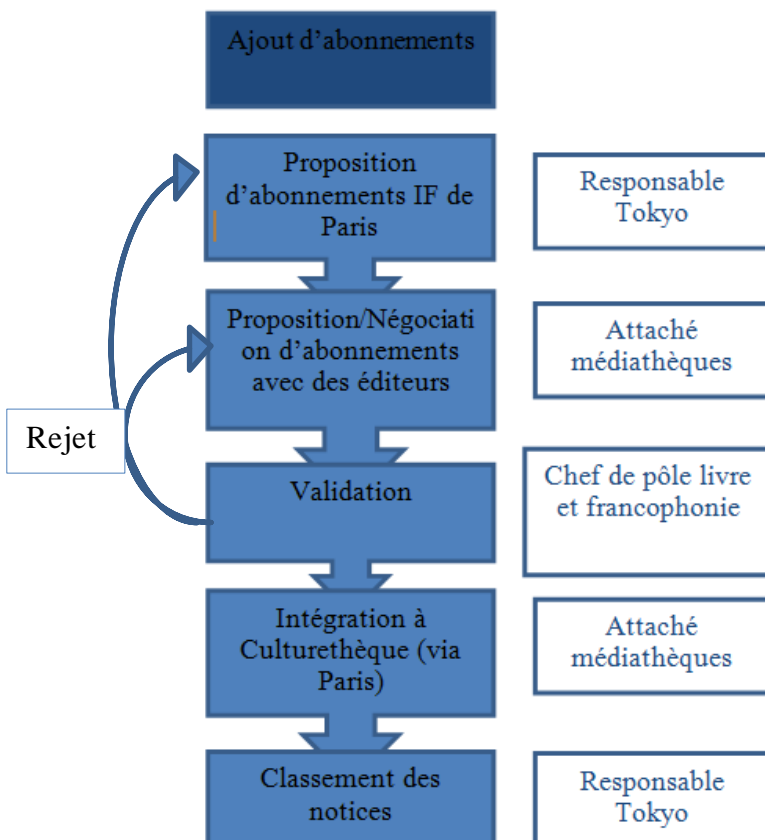 Ajout d'abonnements
Proposition
d'abonnements IF de
Paris
Responsable
Tokyo
Proposition/Négociati
on d'abonnements
avec des éditeurs
Attaché
médiathèques
Rejet
Validation
Chef de pôle livre
et francophonie
Intégration à
Culturethèque (via
Paris)
Attaché
médiathèques
Classement des
notices
Responsable
Tokyo